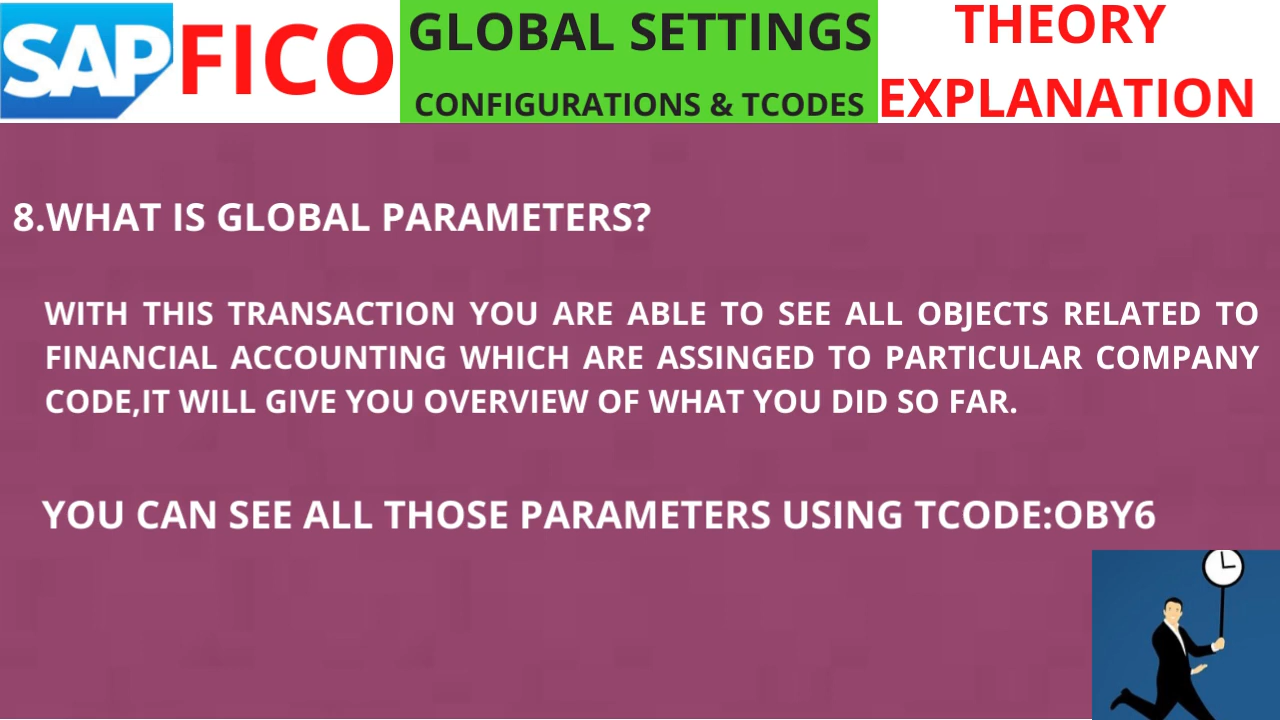 SAP FICO
GLOBAL SETTINGS
CONFIGURATIONS & TCODES
THEORY
EXPLANATION
8.WHAT IS GLOBAL PARAMETERS?
WITH THIS TRANSACTION YOU ARE ABLE TO SEE ALL OBJECTS RELATED TO
FINANCIAL ACCOUNTING WHICH ARE ASSINGED TO PARTICULAR COMPANY
CODE,IT WILL GIVE YOU OVERVIEW OF WHAT YOU DID SO FAR.
YOU CAN SEE ALL THOSE PARAMETERS USING TCODE:OBY6